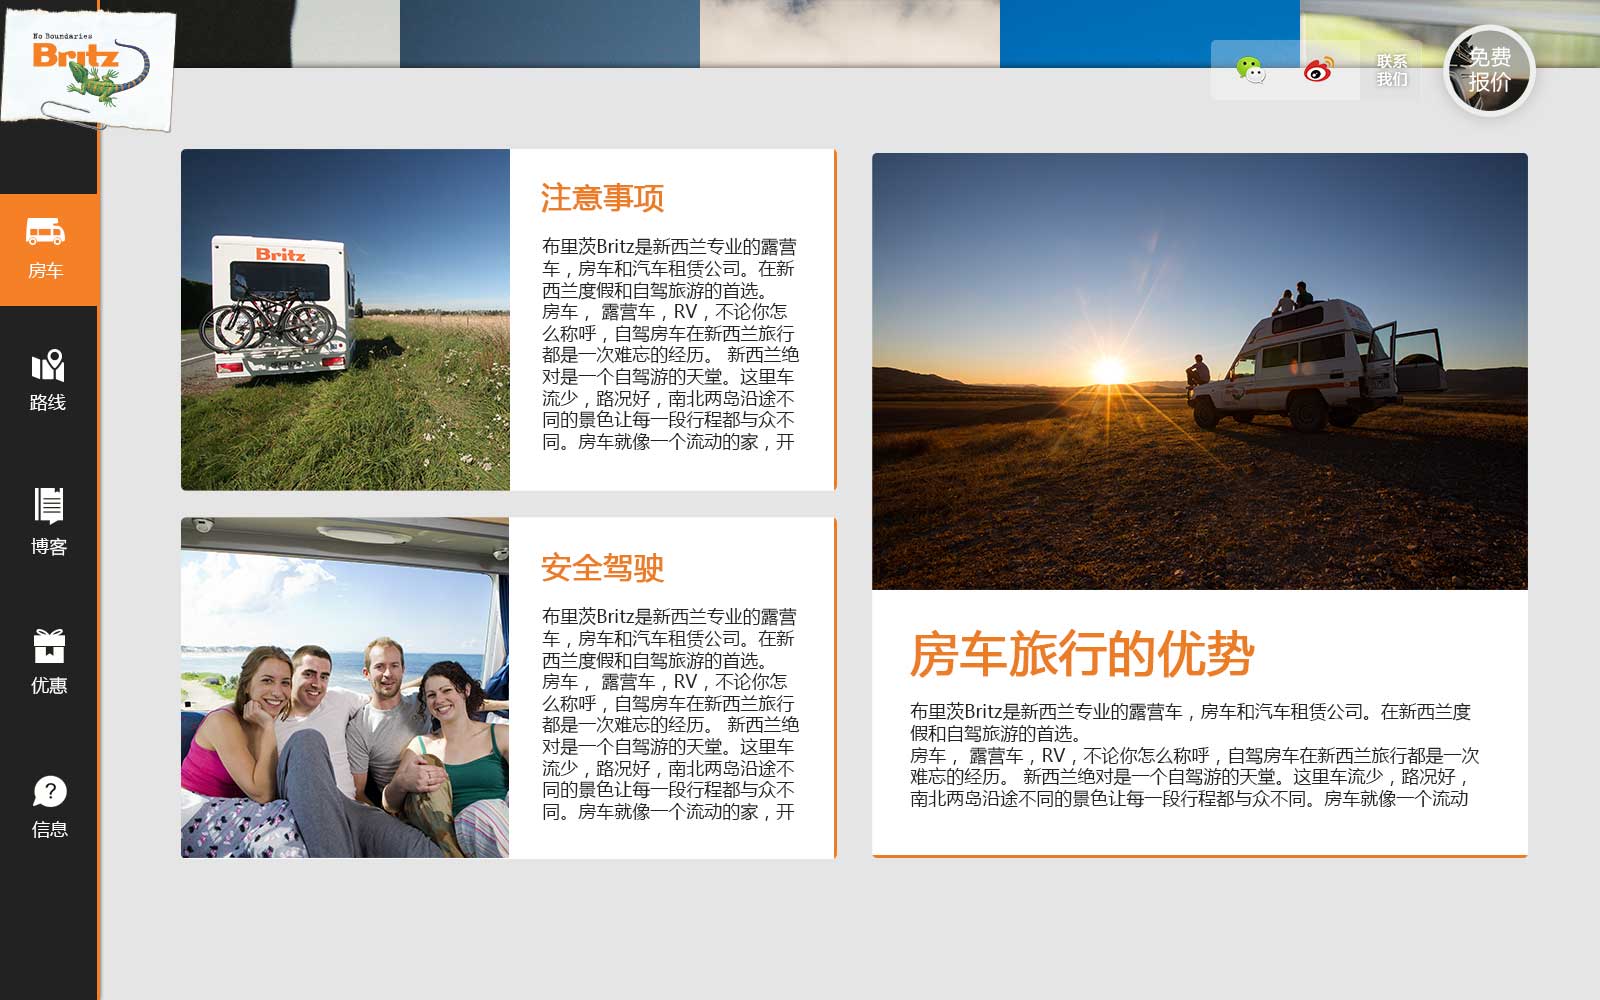 No Boundaries
Britz
联系
我们
免费
报价
房车
路线
博客
优惠
信息
Britz
注意事项
布里茨Britz是新西兰专业的露营
车，房车和汽车租赁公司。在新
西兰度假和自驾旅游的首选。
房车， 露营车，RV，不论你怎
么称呼，自驾房车在新西兰旅行
都是一次难忘的经历。 新西兰绝
对是一个自驾游的天堂。这里车
流少，路况好，南北两岛沿途不
同的景色让每一段行程都与众不
同。房车就像一个流动的家，开
安全驾驶
布里茨Britz是新西兰专业的露营
车，房车和汽车租赁公司。在新
西兰度假和自驾旅游的首选。
房车， 露营车，RV，不论你怎
么称呼，自驾房车在新西兰旅行
都是一次难忘的经历。 新西兰绝
对是一个自驾游的天堂。这里车
流少，路况好，南北两岛沿途不
同的景色让每一段行程都与众不
同。房车就像一个流动的家，开
房车旅行的优势
布里茨Britz是新西兰专业的露营车，房车和汽车租赁公司。在新西兰度
假和自驾旅游的首选。
房车， 露营车，RV，不论你怎么称呼，自驾房车在新西兰旅行都是一次
难忘的经历。 新西兰绝对是一个自驾游的天堂。这里车流少，路况好，
南北两岛沿途不同的景色让每一段行程都与众不同。房车就像一个流动